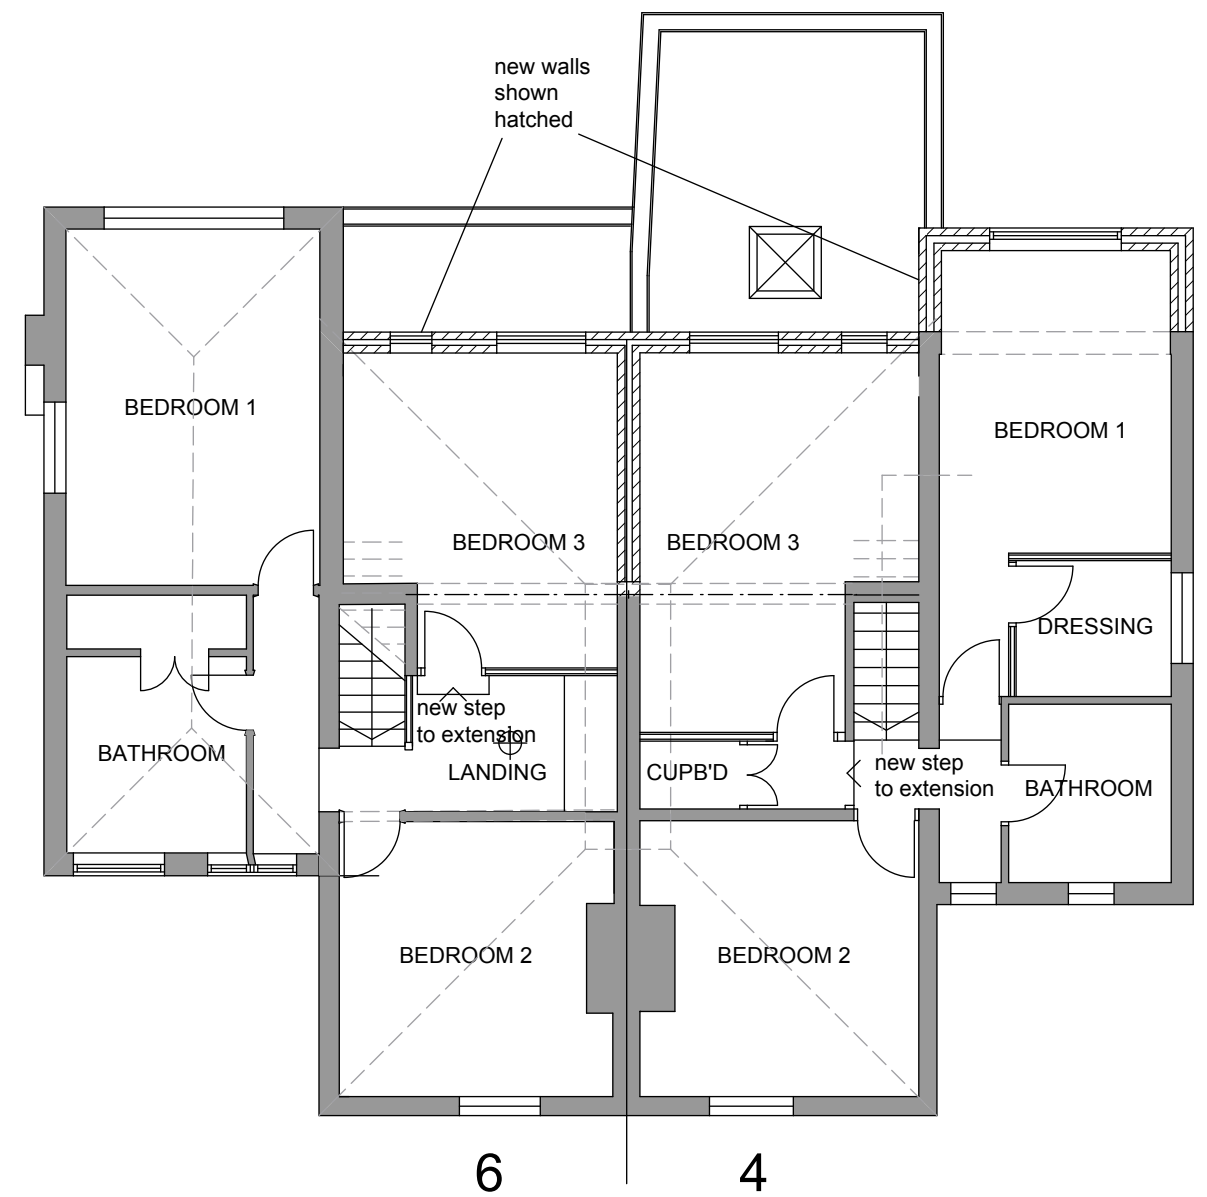 new walls
shown
hatched
BEDROOM 1
BEDROOM 1
BEDROOM 3
BEDROOM 3
DRESSING
new step
to extension
BATHROOM
LANDING
CUPB'D
new step
to extension
BATHROOM
BEDROOM 2
BEDROOM 2
6
4